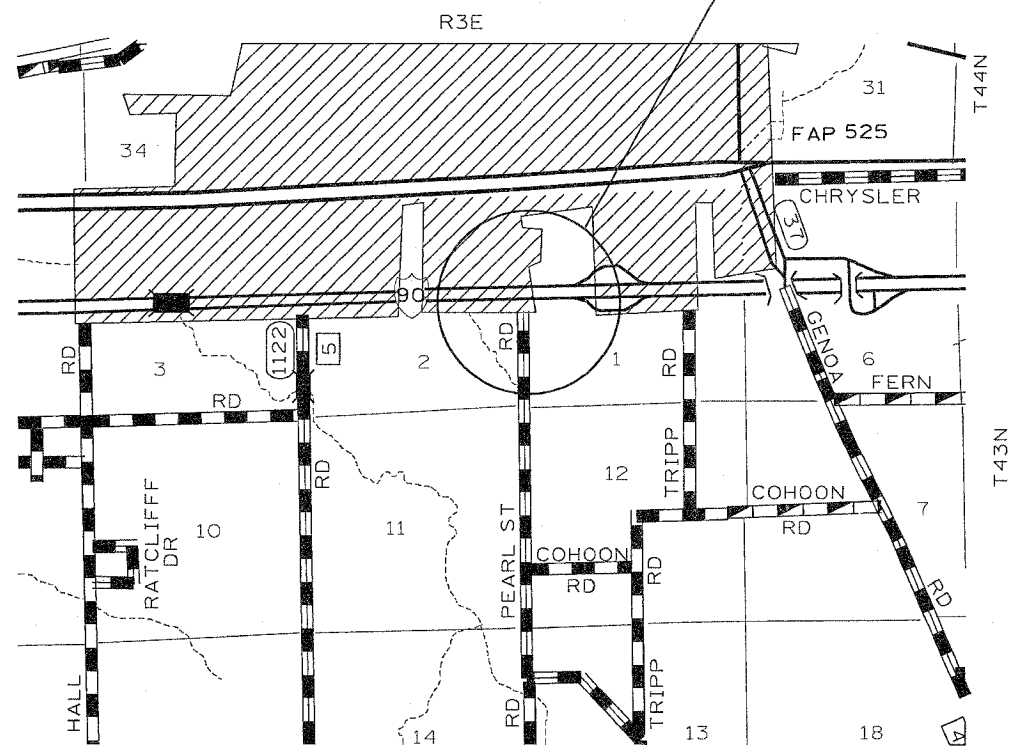 R3E
T44N
31
FAP 525
34
CHRYSLER
37
90
GENOA
RD
3
1122
5
2
RD
1
RD
6
FERN
RD
T43N
RD
12
TRIPP
COHOON
RD
7
10
11
RATCLIFFF
DR
PEARL ST
COHOON
RD
RD
RD
HALL
14
RD
TRIPP
13
18